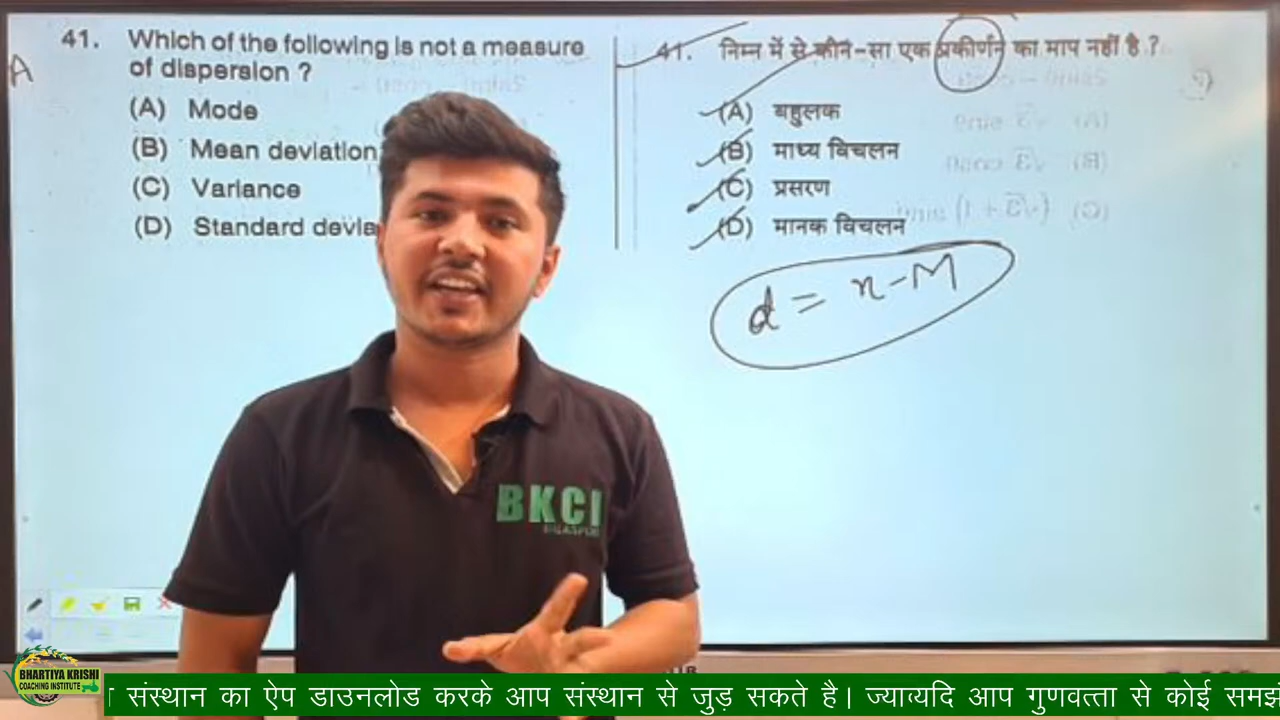 41. Which of the following is not a measure
of dispersion ?
(A) Mode
(B) Mean deviation
(C) Variance
(D) Standard devia
A
41. निम्न में से कौन-सा एक प्रकीर्णन का माप नहीं है ?
(A) बहुलक
(B) माध्य विचलन
(C) प्रसरण
(D) मानक विचलन
d = x - M
BKCI
BILASPUR
BHARTIYA KRISHI
COACHING INSTITUTE
संस्थान का ऐप डाउनलोड करके आप संस्थान से जुड़ सकते है। ज्याय्यदि आप गुणवत्ता से कोई समझ